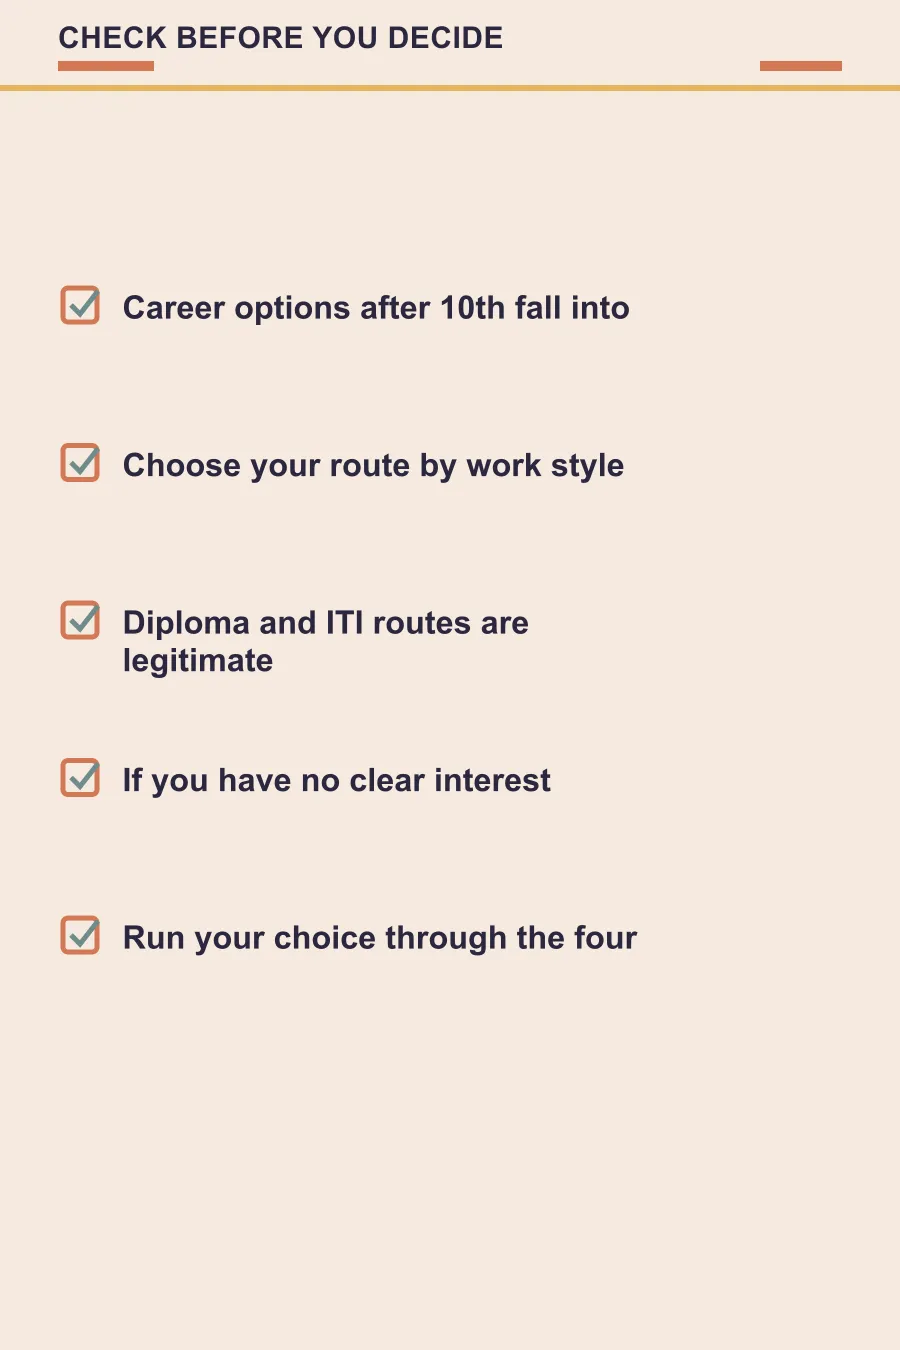 CHECK BEFORE YOU DECIDE
Career options after 10th fall into
Choose your route by work style
Diploma and ITI routes are
legitimate
If you have no clear interest
Run your choice through the four